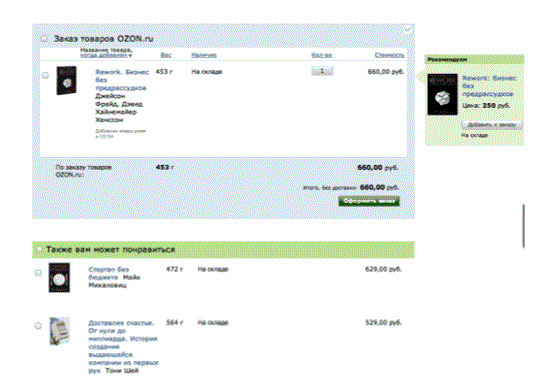 Заказ товаров OZON.ru
Название товара,
когда добавлен Вес Наличие Кол-во Стоимость
Rework. Бизнес
без
предрассудков
Джейсон
Фрайд, Дэвид
Хайнемайер
Хенссон
453 г На складе 1 660,00 руб.
Добавлен
По заказу товаров
OZON.ru: 453 г 660,00 руб.
Итого, без доставки: 660,00 руб.
Оформить заказ
Рекомендуем
Rework: Бизнес
без
предрассудков
Цена: 250 руб.
Добавить к заказу
На складе
Также вам может понравиться
Стартап без
бюджета Майк
Михаловиц
472 г На складе 629,00 руб.
Доставляя счастье.
От нуля до
миллиарда. История
создания
выдающейся
компании из первых
рук Тони Шей
564 г На складе 529,00 руб.